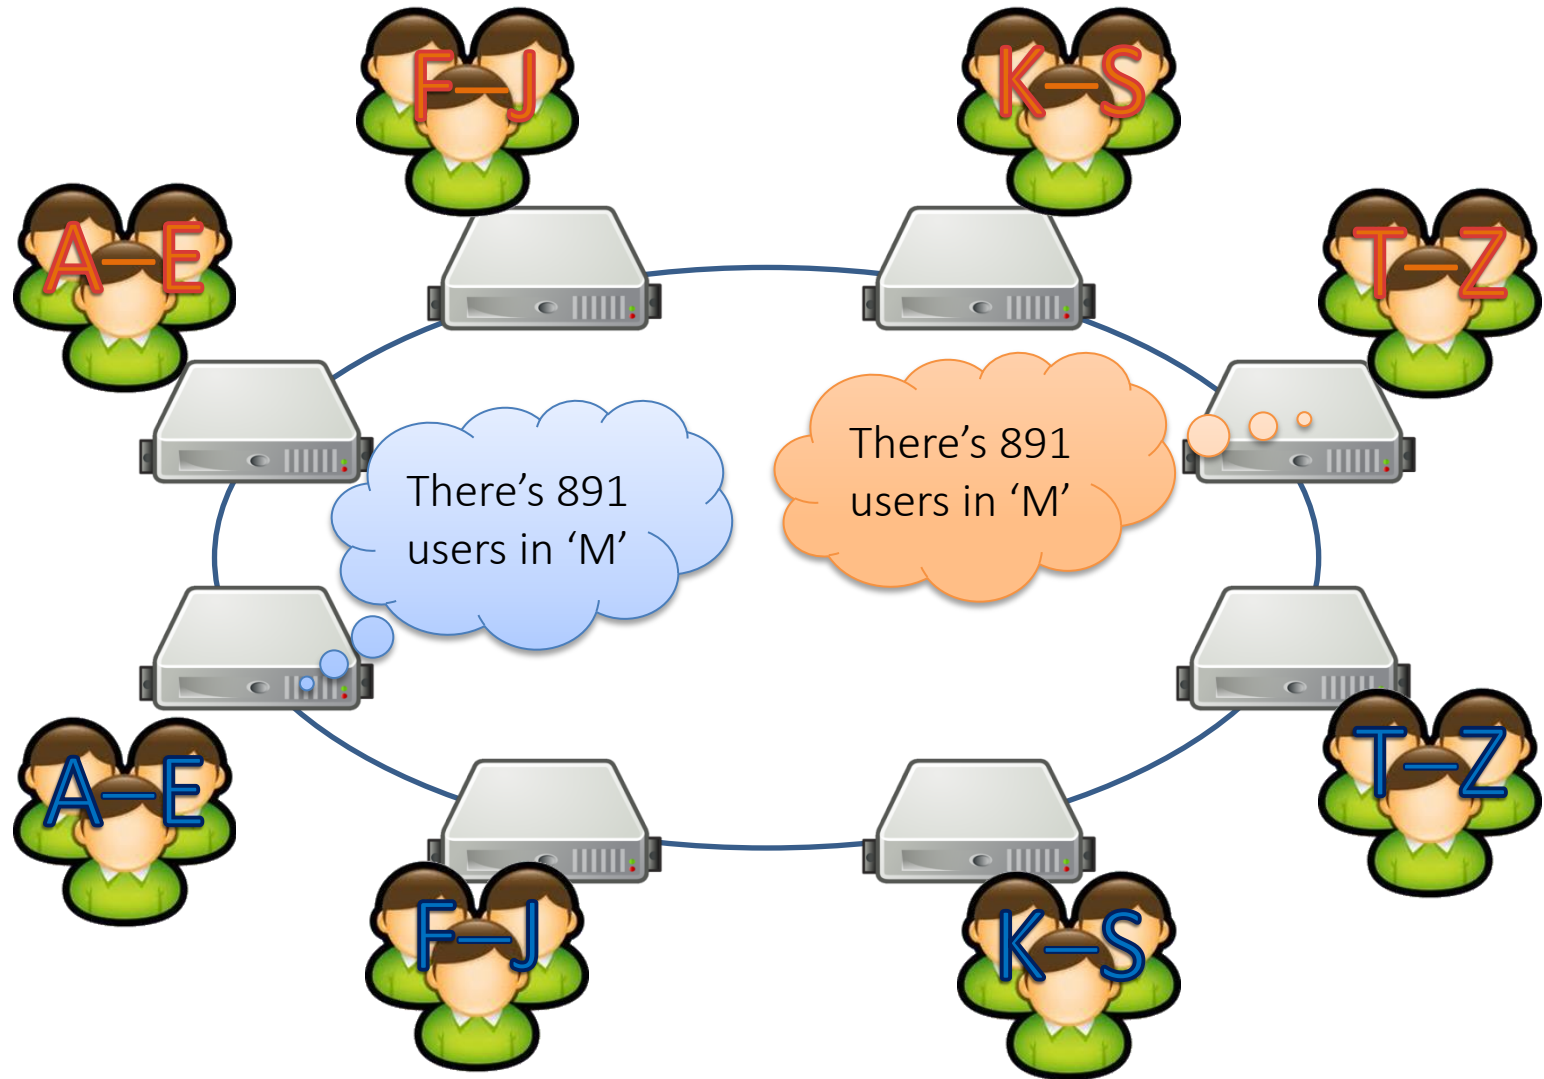 F–J
K–S
A–E
T–Z
There’s 891
users in ‘M’
There’s 891
users in ‘M’
A–E
T–Z
F–J
K–S